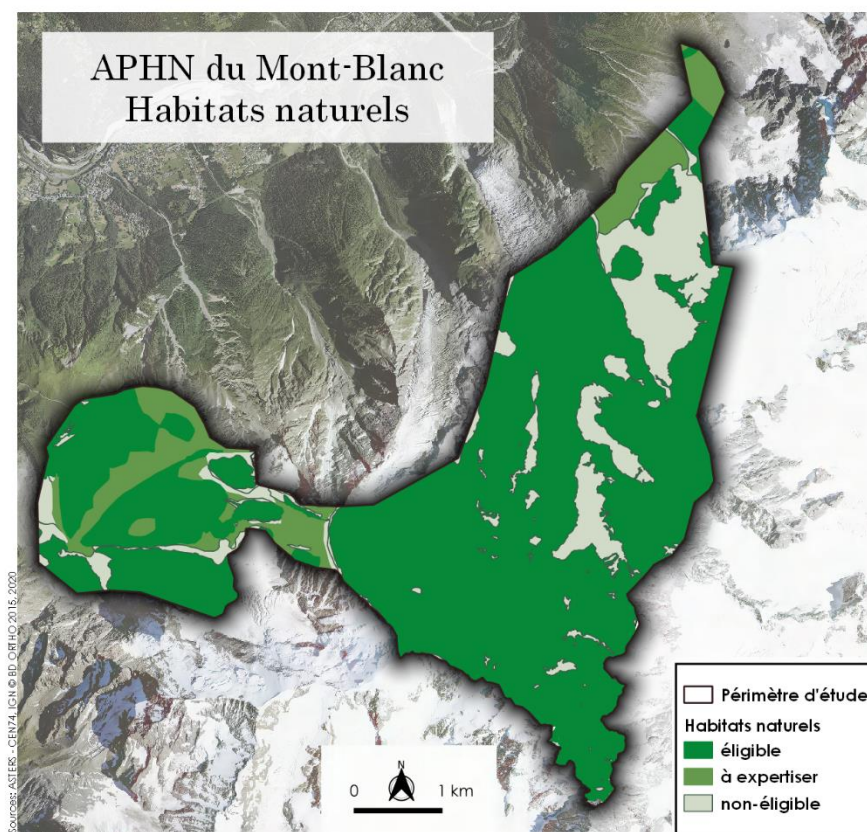 APHN du Mont-Blanc
Habitats naturels
Sources: ASTERS - CEN74, IGN © BD ORTHO 2015, 2020
N
0 1 km
Périmètre d'étude
Habitats naturels
éligible
à expertiser
non-éligible